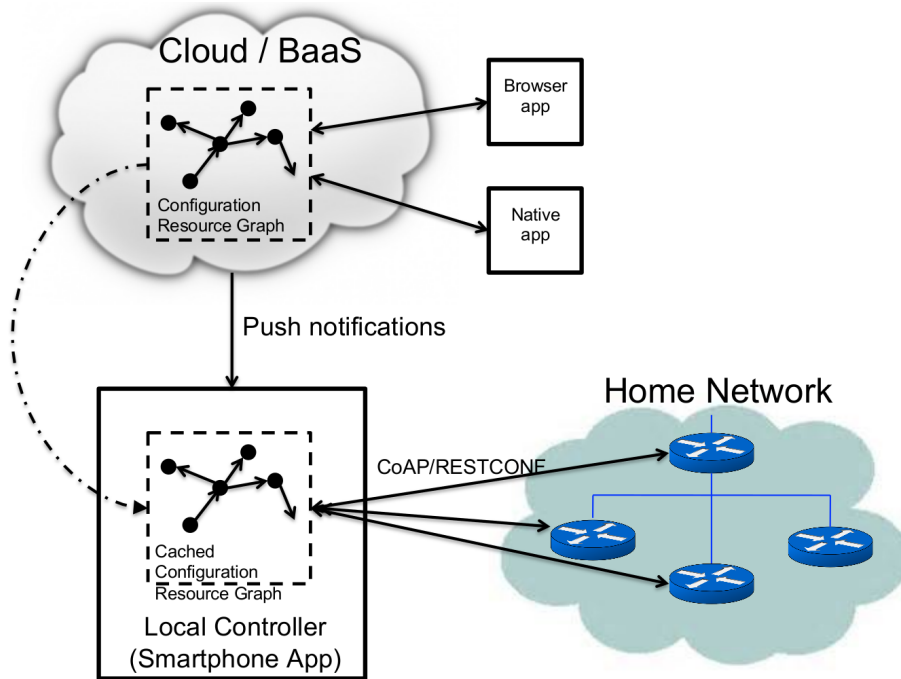 Cloud / BaaS
Configuration
Resource Graph
Browser
app
Native
app
Push notifications
Home Network
CoAP/RESTCONF
Cached
Configuration
Resource Graph
Local Controller
(Smartphone App)